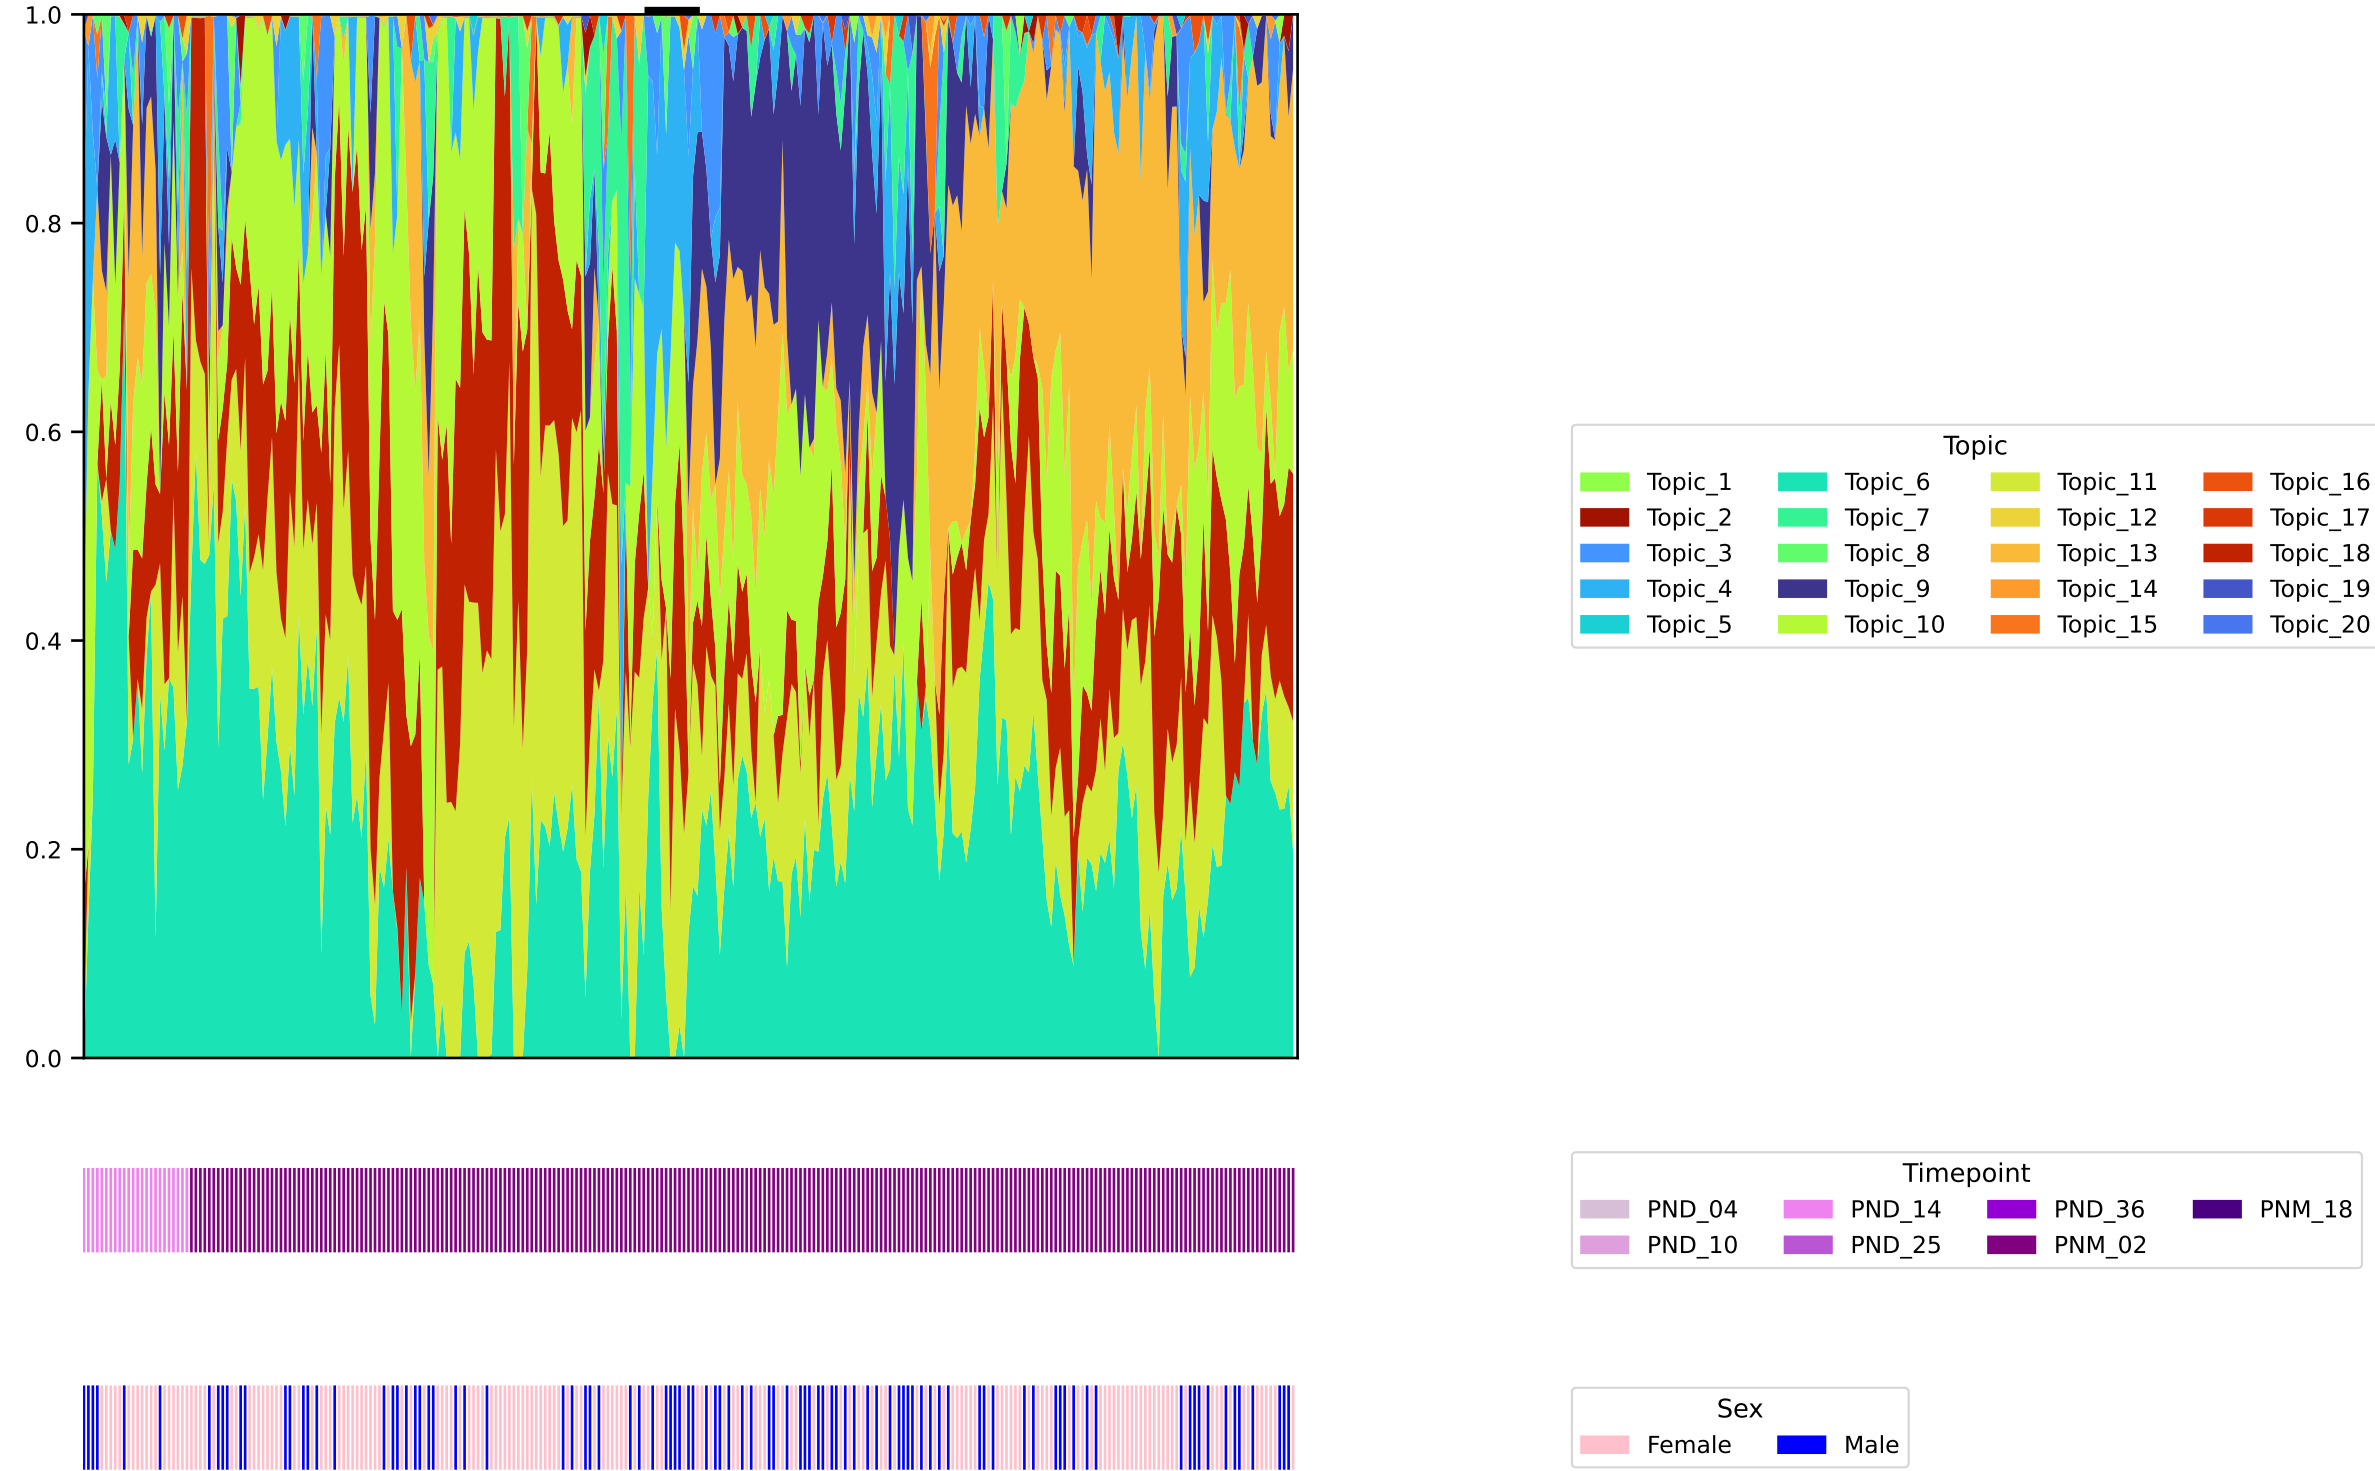 1.0
0.8
0.6
0.4
0.2
0.0
Topic
Topic_1 Topic_6 Topic_11 Topic_16
Topic_2 Topic_7 Topic_12 Topic_17
Topic_3 Topic_8 Topic_13 Topic_18
Topic_4 Topic_9 Topic_14 Topic_19
Topic_5 Topic_10 Topic_15 Topic_20
Timepoint
PND_04 PND_14 PND_36 PNM_18
PND_10 PND_25 PNM_02
Sex
Female Male